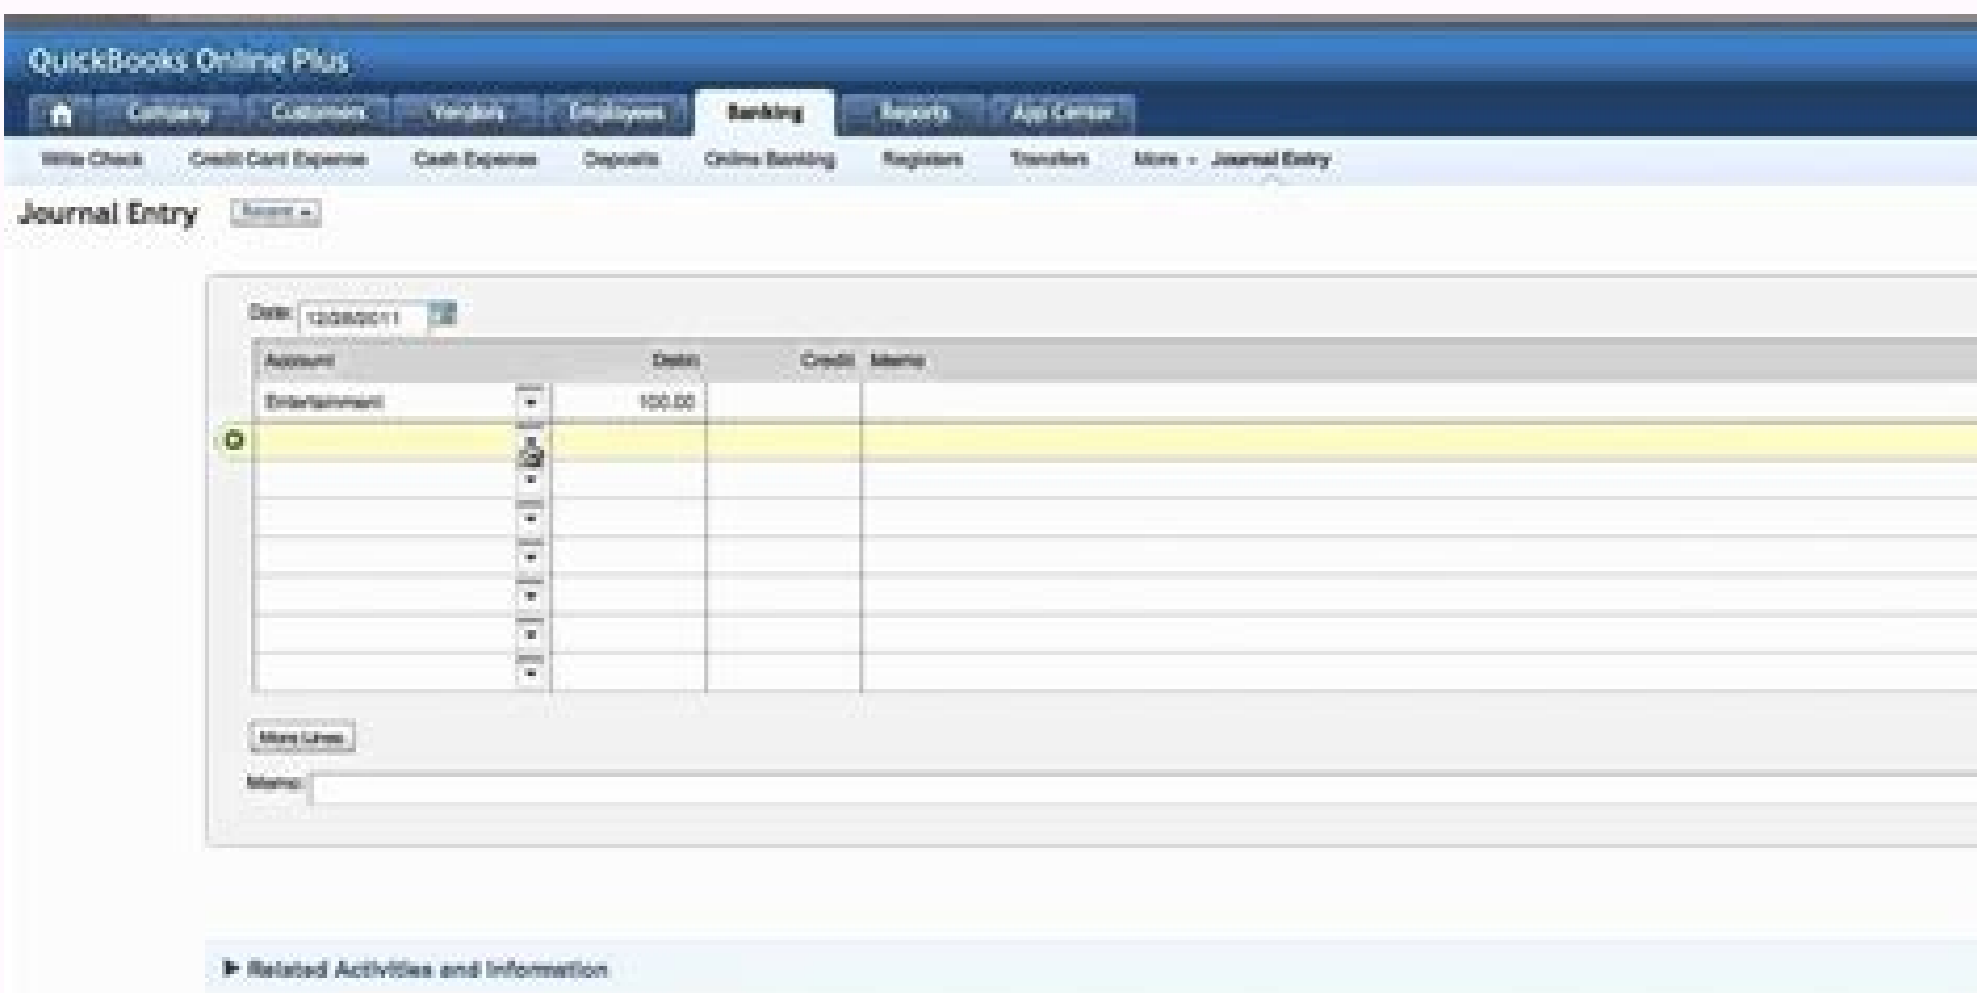 QuickBooks Online Plus
Company Customers Vendors Employees Banking Reports App Center
Write Check Credit Card Expense Cash Expense Deposits Online Banking Registers Transfers More Journal Entry
Journal Entry Recent
Date:
Account Debit Credit Memo
Entertainment 100.00
More Lines
Memo:
Related Activities and Information